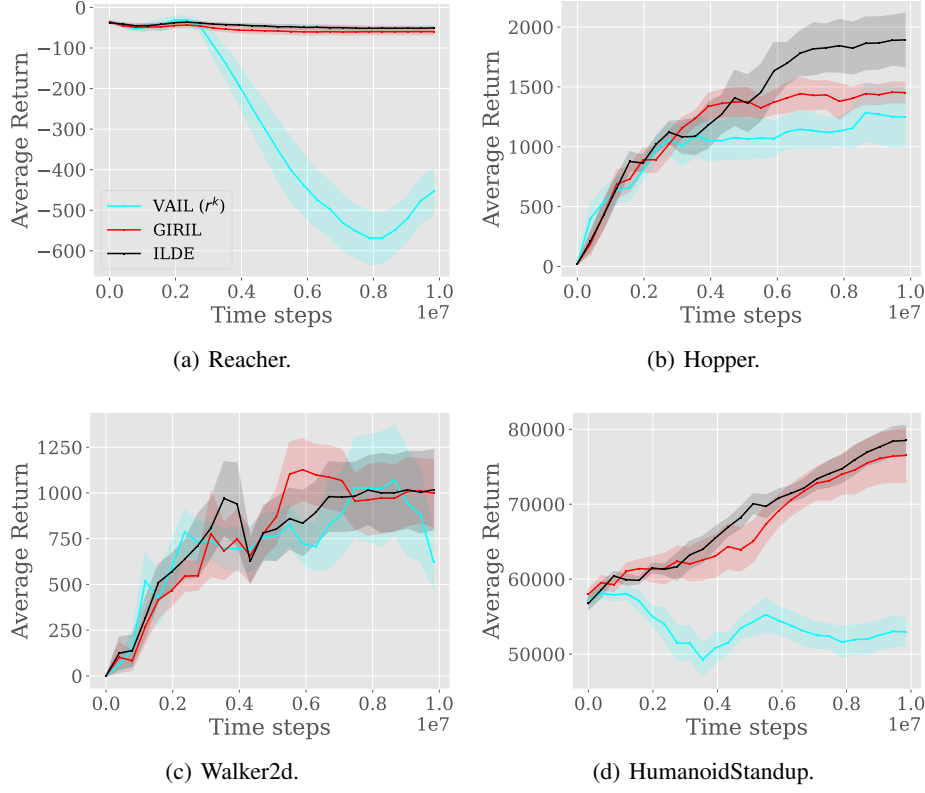 0
−100
−200
−300
−400
−500
−600
Average Return
VAIL (r^k)
GIRIL
ILDE
0.0 0.2 0.4 0.6 0.8 1.0
1e7
Time steps
(a) Reacher.
2000
1500
1000
500
0
Average Return
0.0 0.2 0.4 0.6 0.8 1.0
1e7
Time steps
(b) Hopper.
1250
1000
750
500
250
0
Average Return
0.0 0.2 0.4 0.6 0.8 1.0
1e7
Time steps
(c) Walker2d.
80000
70000
60000
50000
Average Return
0.0 0.2 0.4 0.6 0.8 1.0
1e7
Time steps
(d) HumanoidStandup.